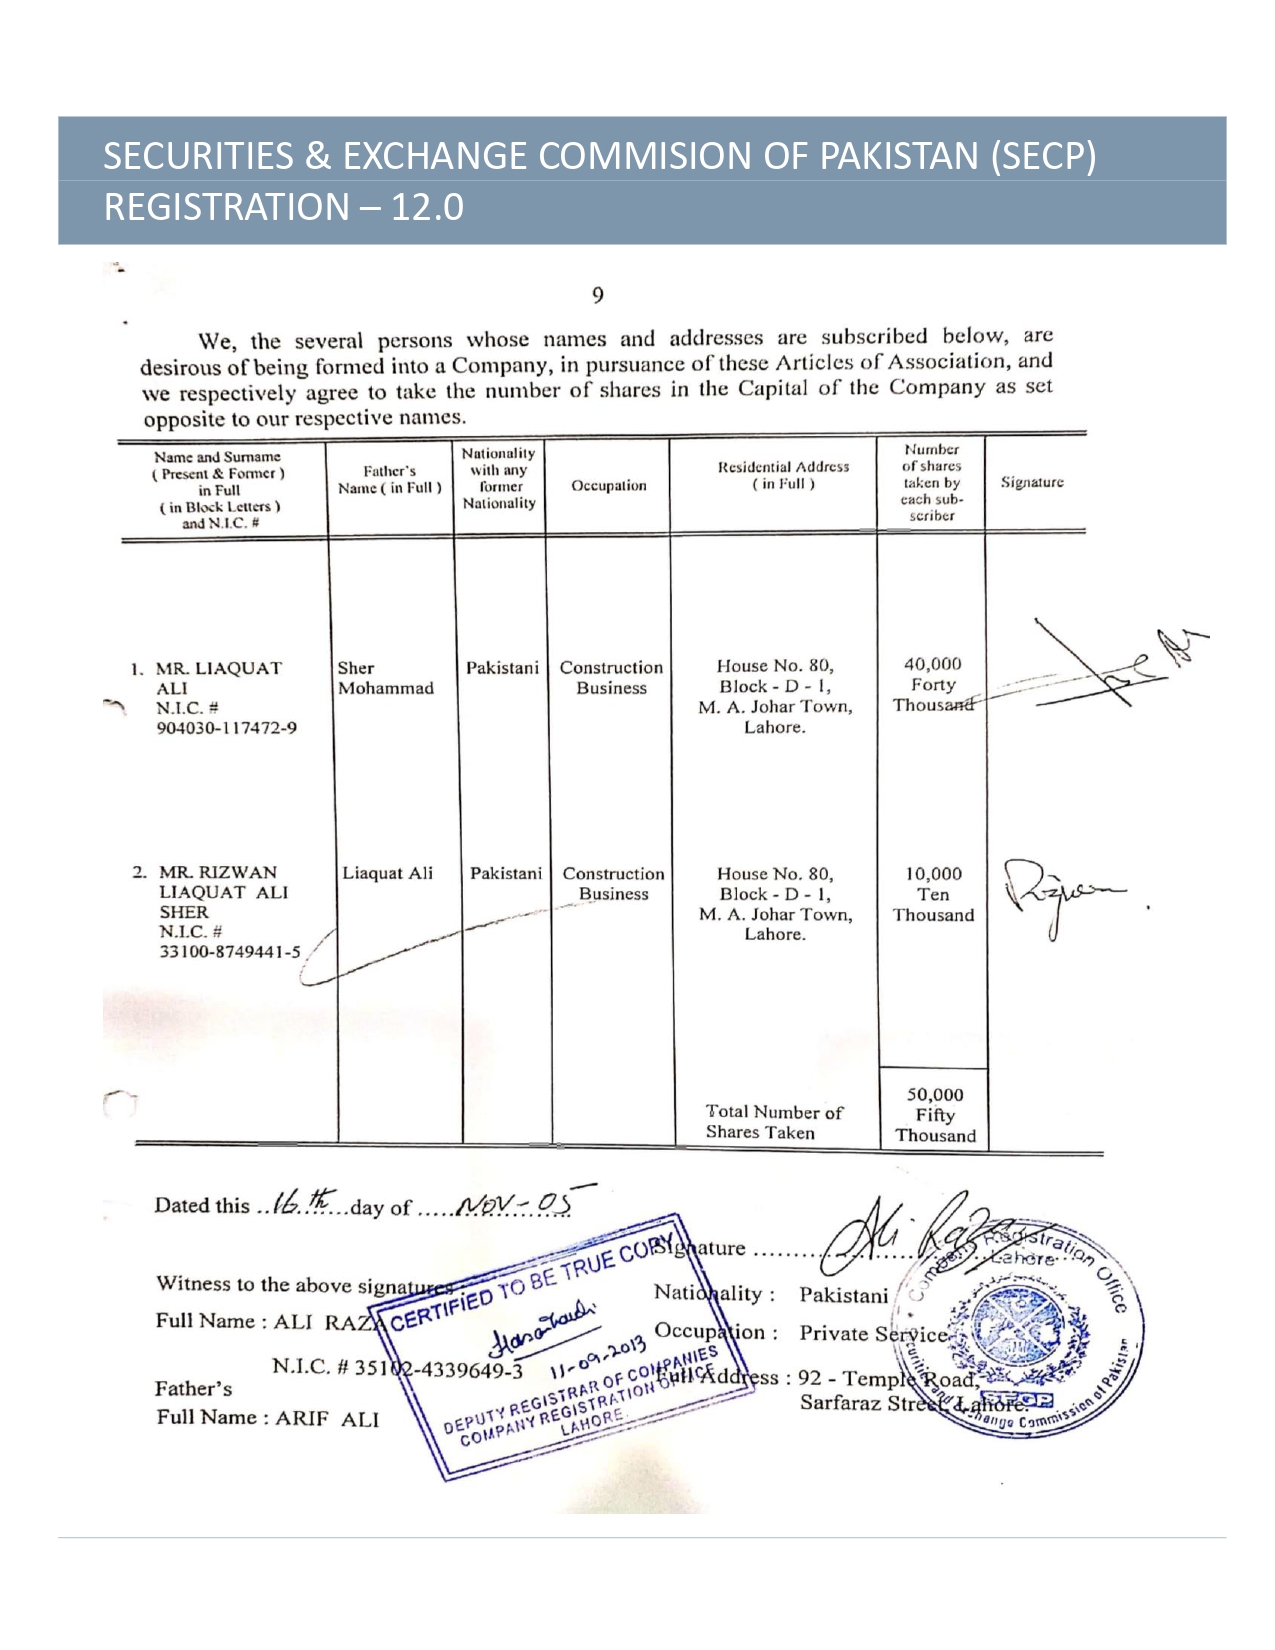 SECURITIES & EXCHANGE COMMISION OF PAKISTAN (SECP)
REGISTRATION – 12.0
9
We, the several persons whose names and addresses are subscribed below, are
desirous of being formed into a Company, in pursuance of these Articles of Association, and
we respectively agree to take the number of shares in the Capital of the Company as set
opposite to our respective names.
Name and Surname
( Present & Former )
in Full
( in Block Letters )
and N.I.C. #
Father's
Name ( in Full )
Nationality
with any
former
Nationality
Occupation
Residential Address
( in Full )
Number
of shares
taken by
each sub-
scriber
Signature
1. MR. LIAQUAT
ALI
N.I.C. #
904030-117472-9
Sher
Mohammad
Pakistani
Construction
Business
House No. 80,
Block - D - 1,
M. A. Johar Town,
Lahore.
40,000
Forty
Thousand
2. MR. RIZWAN
LIAQUAT ALI
SHER
N.I.C. #
33100-8749441-5
Liaquat Ali
Pakistani
Construction
Business
House No. 80,
Block - D - 1,
M. A. Johar Town,
Lahore.
10,000
Ten
Thousand
Rizwan
Total Number of
Shares Taken
50,000
Fifty
Thousand
Dated this ..16.th....day of .....NOV-05
Witness to the above signatures
Full Name : ALI RAZA
N.I.C. # 35102-4339649-3
Father's
Full Name : ARIF ALI
Signature ......... Ali Raza
Nationality : Pakistani
Occupation : Private Service
Full Address : 92 - Temple Road,
Sarfaraz Street, Lahore.
CERTIFIED TO BE TRUE COPY
11-09-2013
DEPUTY REGISTRAR OF COMPANIES
COMPANY REGISTRATION OFFICE
LAHORE.
Company Registration Office
Lahore
SECP
Securities and Exchange Commission of Pakistan